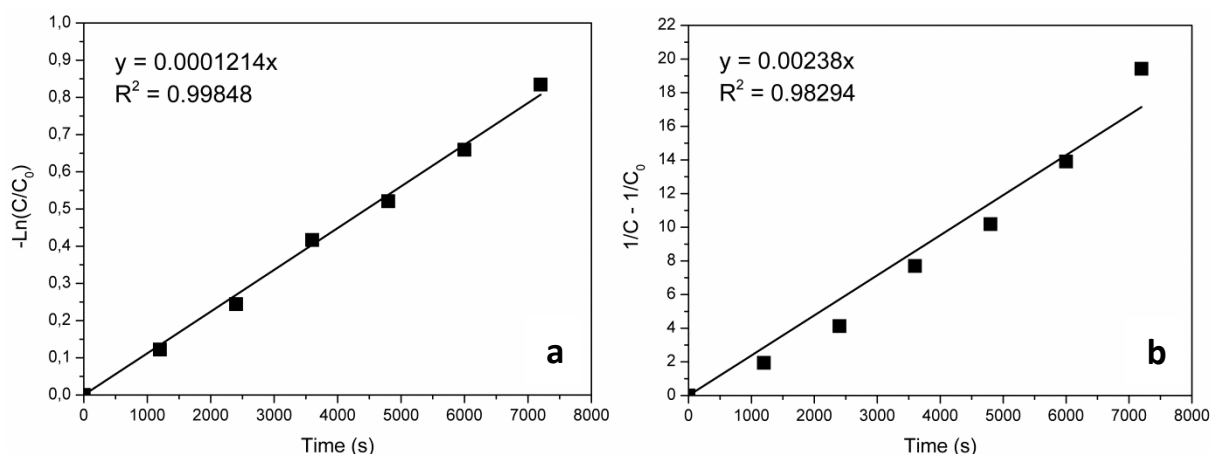 1,0
0,9
0,8
0,7
0,6
0,5
0,4
0,3
0,2
0,1
0,0
-Ln(C/C₀)
y = 0.0001214x
R² = 0.99848
a
0 1000 2000 3000 4000 5000 6000 7000 8000
Time (s)
22
20
18
16
14
12
10
8
6
4
2
0
1/C - 1/C₀
y = 0.00238x
R² = 0.98294
b
0 1000 2000 3000 4000 5000 6000 7000 8000
Time (s)